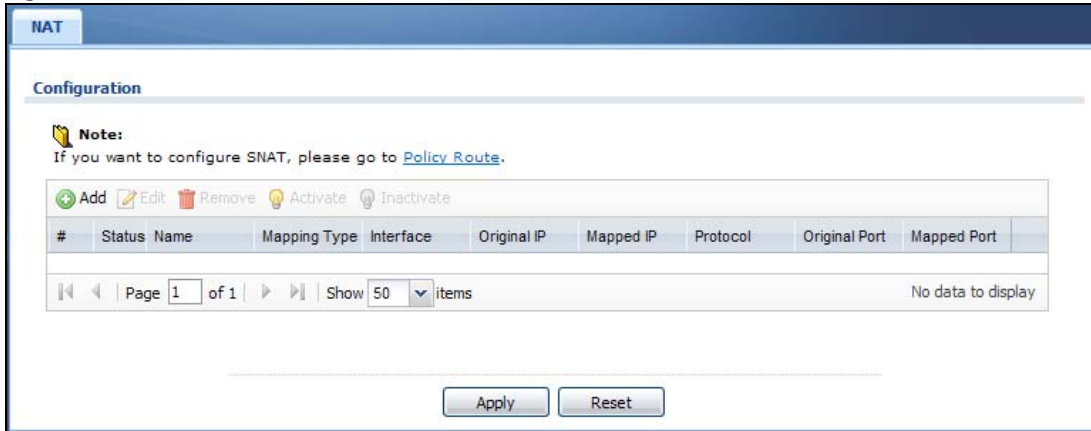 NAT
Configuration
Note:
If you want to configure SNAT, please go to Policy Route.
Add Edit Remove Activate Inactivate
# Status Name Mapping Type Interface Original IP Mapped IP Protocol Original Port Mapped Port
Page 1 of 1 Show 50 items No data to display
Apply Reset